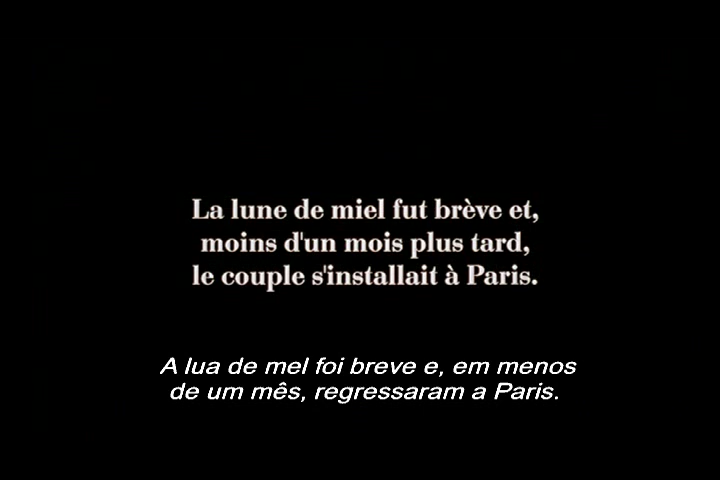 La lune de miel fut brève et,
moins d'un mois plus tard,
le couple s'installait à Paris.
A lua de mel foi breve e, em menos
de um mês, regressaram a Paris.